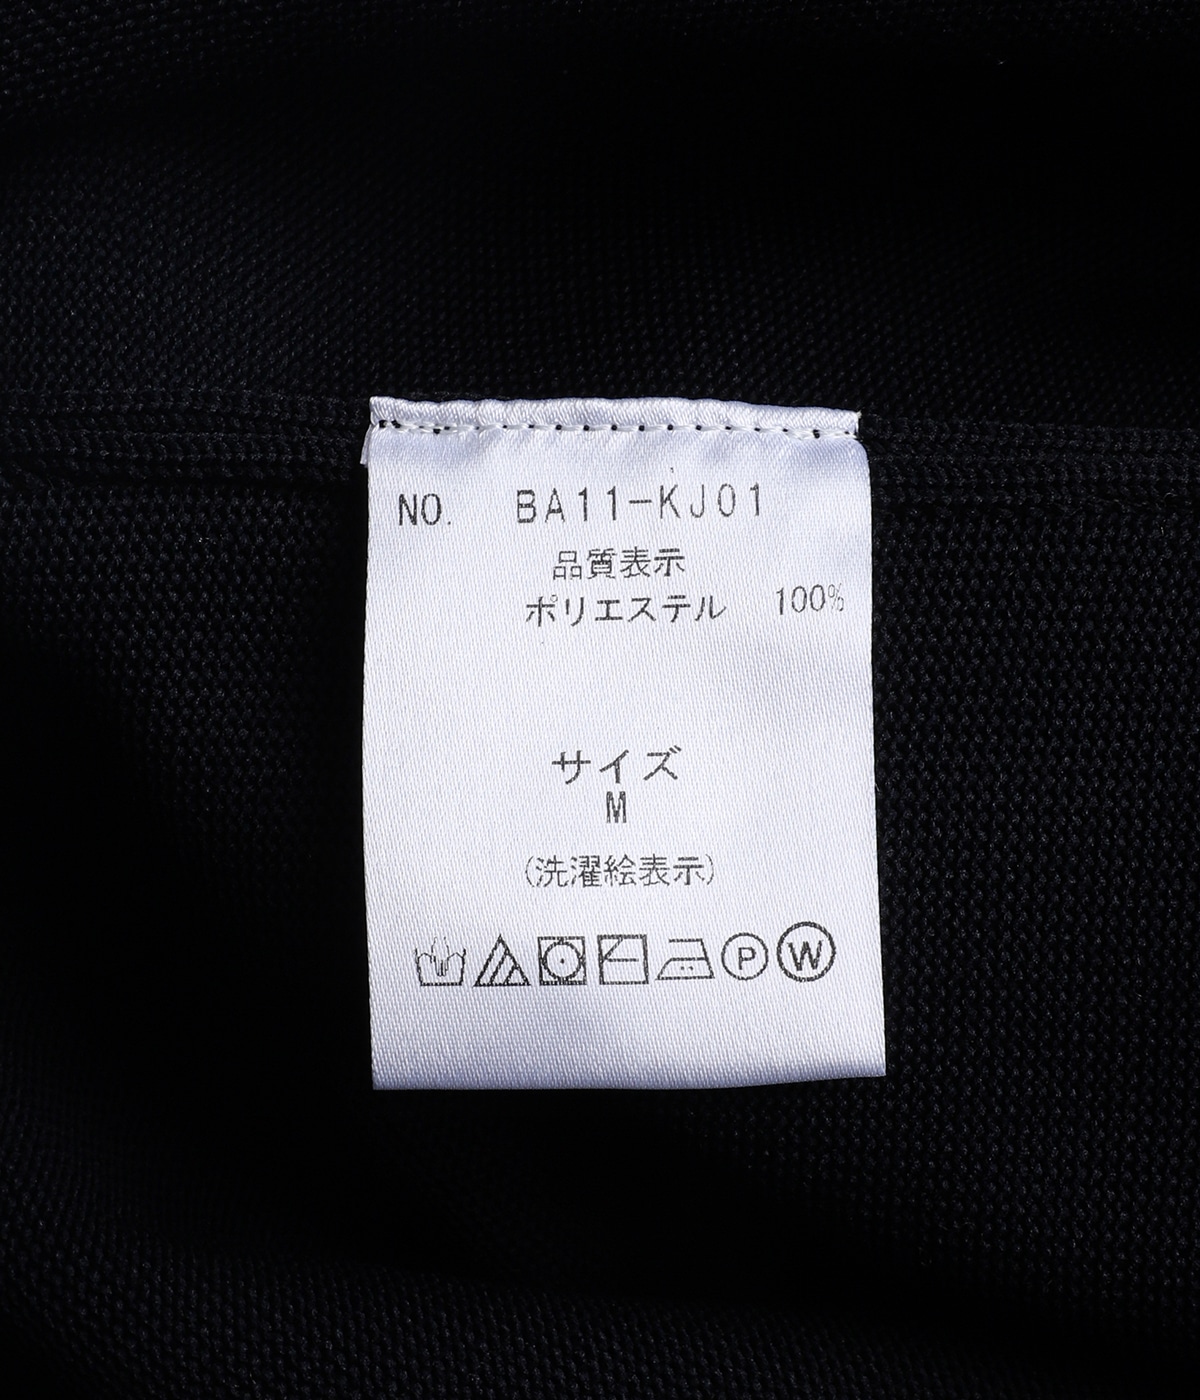 NO. BA11-KJ01
品質表示
ポリエステル 100%
サイズ
M
(洗濯絵表示)
P W